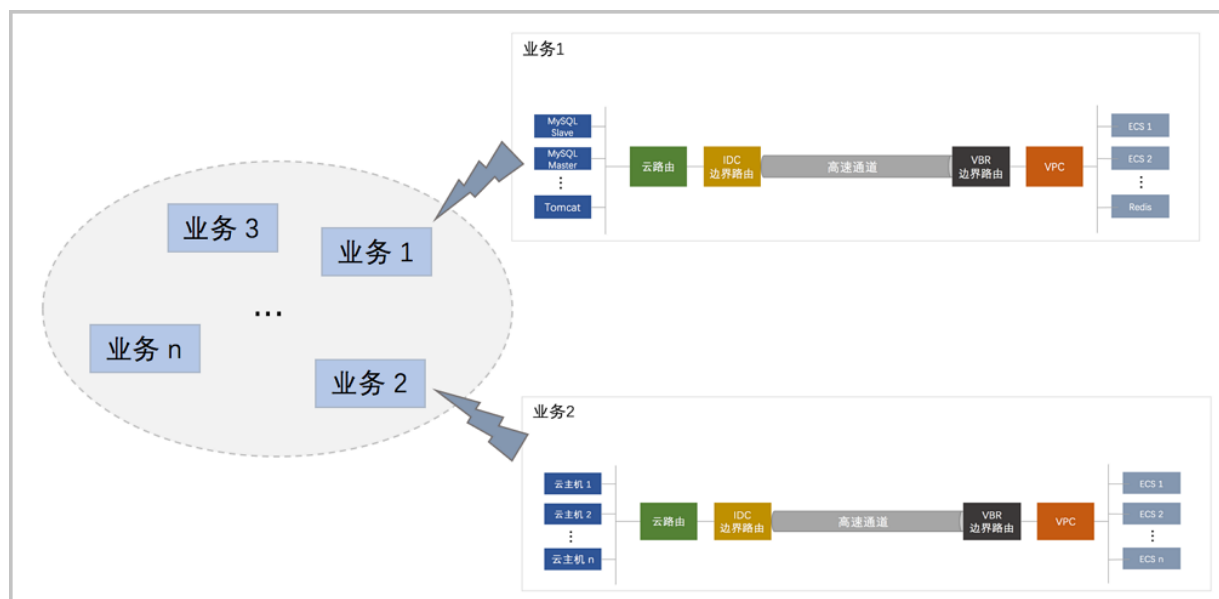 业务1
MySQL
Slave
MySQL
Master
⋮
Tomcat
云路由
IDC
边界路由
高速通道
VBR
边界路由
VPC
ECS 1
ECS 2
⋮
Redis
业务 3
业务 1
...
业务 n
业务 2
业务2
云主机 1
云主机 2
⋮
云主机 n
云路由
IDC
边界路由
高速通道
VBR
边界路由
VPC
ECS 1
ECS 2
⋮
ECS n